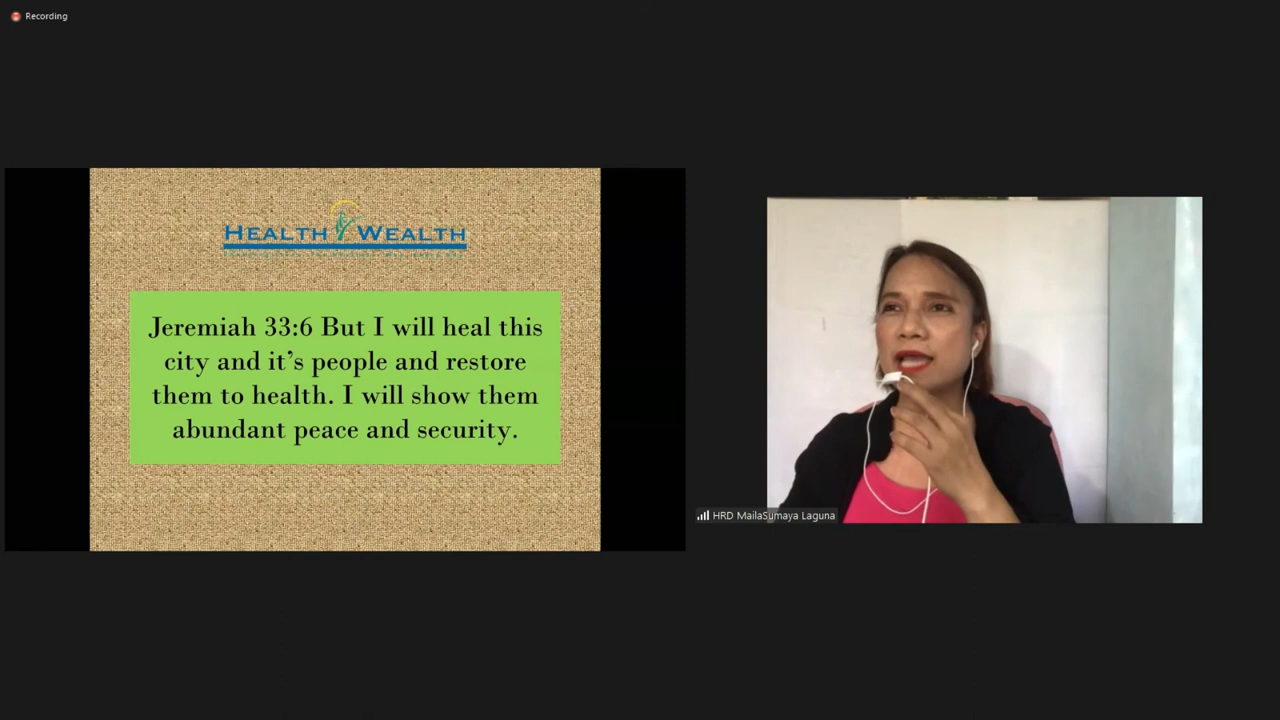 Recording
HEALTH WEALTH
Jeremiah 33:6 But I will heal this
city and it’s people and restore
them to health. I will show them
abundant peace and security.
HRD MailaSumaya Laguna